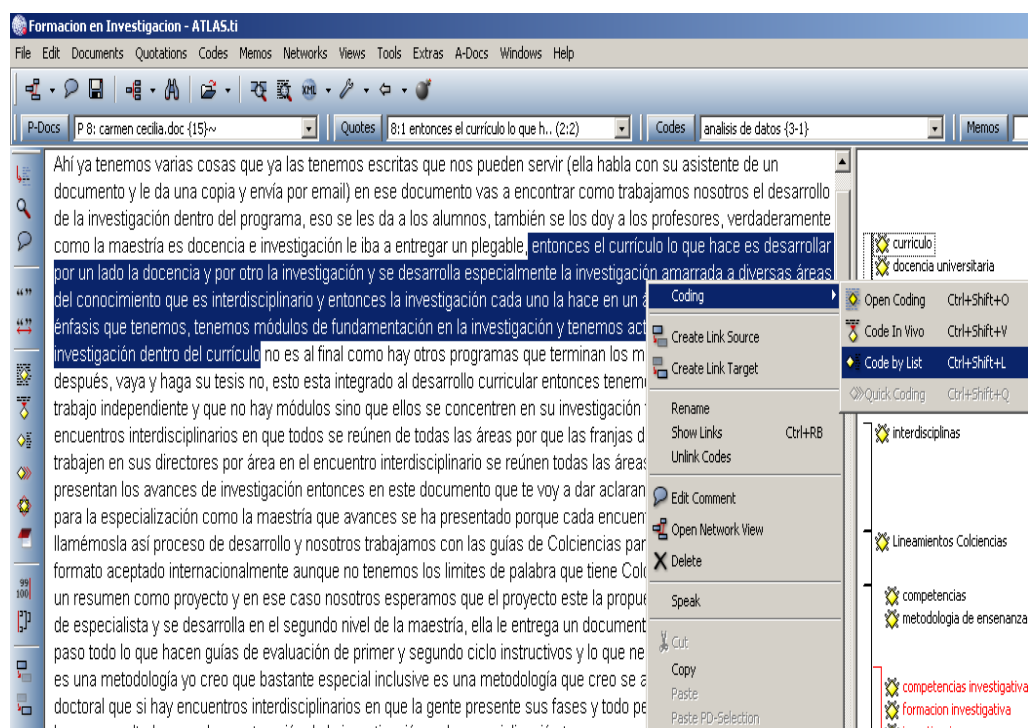 Formacion en Investigacion - ATLAS.ti
File Edit Documents Quotations Codes Memos Networks Views Tools Extras A-Docs Windows Help
XML
P-Docs P 8: carmen cecilia.doc {15}~ Quotes 8:1 entonces el currículo lo que h.. (2:2) Codes analisis de datos {3-1} Memos
Ahí ya tenemos varias cosas que ya las tenemos escritas que nos pueden servir (ella habla con su asistente de un
documento y le da una copia y envía por email) en ese documento vas a encontrar como trabajamos nosotros el desarrollo
de la investigación dentro del programa, eso se les da a los alumnos, también se los doy a los profesores, verdaderamente
como la maestría es docencia e investigación le iba a entregar un plegable, entonces el currículo lo que hace es desarrollar
por un lado la docencia y por otro la investigación y se desarrolla especialmente la investigación amarrada a diversas áreas
del conocimiento que es interdisciplinario y entonces la investigación cada uno la hace en un á
énfasis que tenemos, tenemos módulos de fundamentación en la investigación y tenemos act
investigación dentro del currículo no es al final como hay otros programas que terminan los m
después, vaya y haga su tesis no, esto esta integrado al desarrollo curricular entonces tenem
trabajo independiente y que no hay módulos sino que ellos se concentren en su investigación
encuentros interdisciplinarios en que todos se reúnen de todas las áreas por que las franjas d
trabajen en sus directores por área en el encuentro interdisciplinario se reúnen todas las áreas
presentan los avances de investigación entonces en este documento que te voy a dar aclaran
para la especialización como la maestría que avances se ha presentado porque cada encuen
llamémosla así proceso de desarrollo y nosotros trabajamos con las guías de Colciencias par
formato aceptado internacionalmente aunque no tenemos los limites de palabra que tiene Colc
un resumen como proyecto y en ese caso nosotros esperamos que el proyecto este la propue
de especialista y se desarrolla en el segundo nivel de la maestría, ella le entrega un document
paso todo lo que hacen guías de evaluación de primer y segundo ciclo instructivos y lo que ne
es una metodología yo creo que bastante especial inclusive es una metodología que creo se a
doctoral que si hay encuentros interdisciplinarios en que la gente presente sus fases y todo pe
Coding
Create Link Source
Create Link Target
Rename
Show Links Ctrl+RB
Unlink Codes
Edit Comment
Open Network View
Delete
Speak
Cut
Copy
Paste
Paste PD-Selection
Open Coding Ctrl+Shift+O
Code In Vivo Ctrl+Shift+V
Code by List Ctrl+Shift+L
Quick Coding Ctrl+Shift+Q
curriculo
docencia universitaria
interdisciplinas
Lineamientos Colciencias
competencias
metodologia de ensenanza
competencias investigativa
formacion investigativa